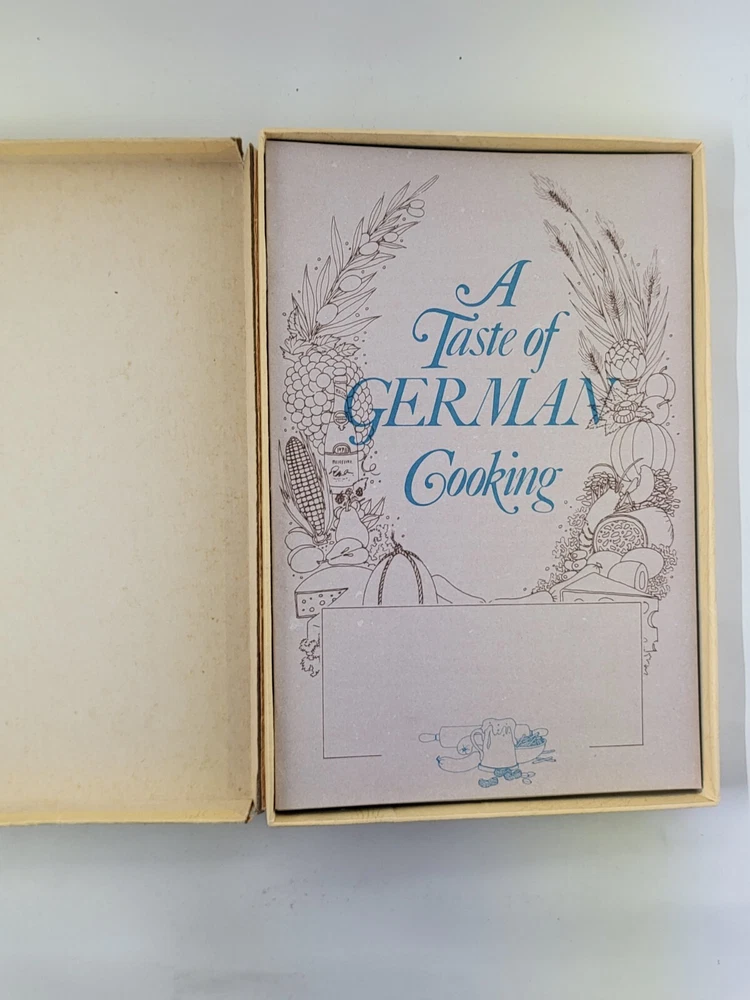 A
Taste of
GERMAN
Cooking